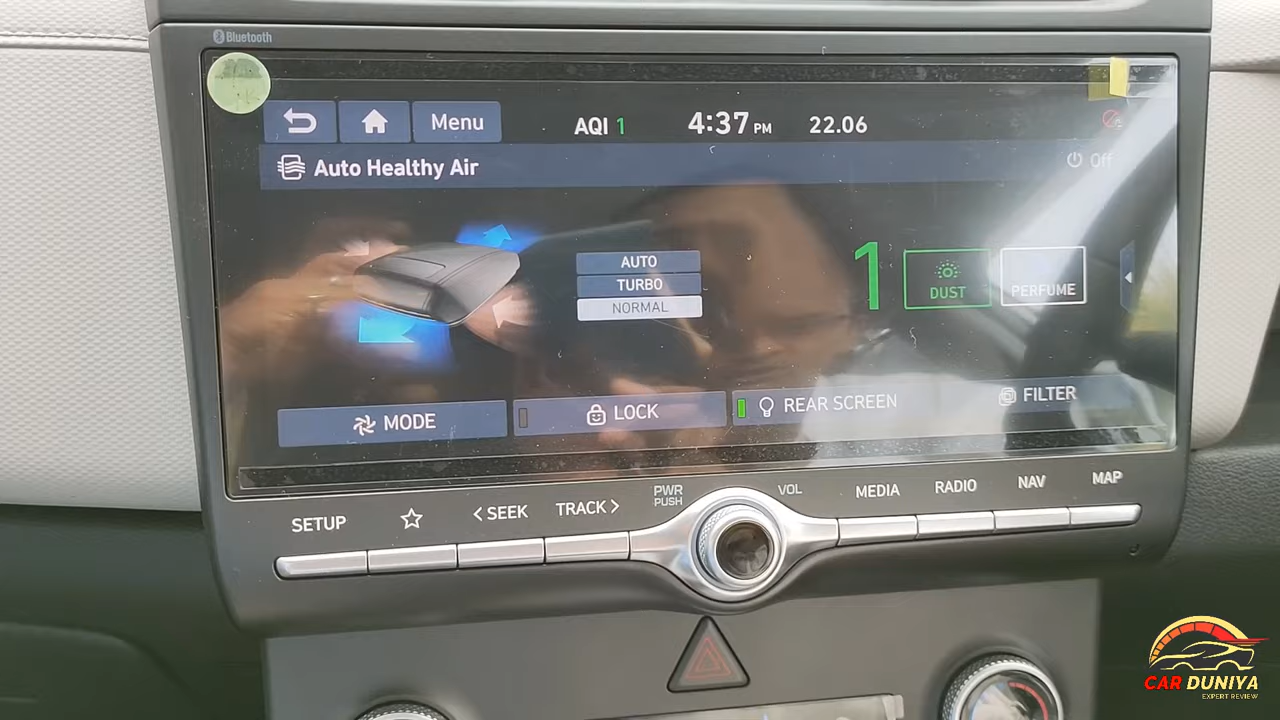 Bluetooth
Menu
AQI 1
4:37 PM
22.06
Auto Healthy Air
Off
AUTO
TURBO
NORMAL
1
DUST
PERFUME
MODE
LOCK
REAR SCREEN
FILTER
SETUP
< SEEK
TRACK >
PWR
PUSH
VOL
MEDIA
RADIO
NAV
MAP
CAR DUNIYA
EXPERT REVIEW